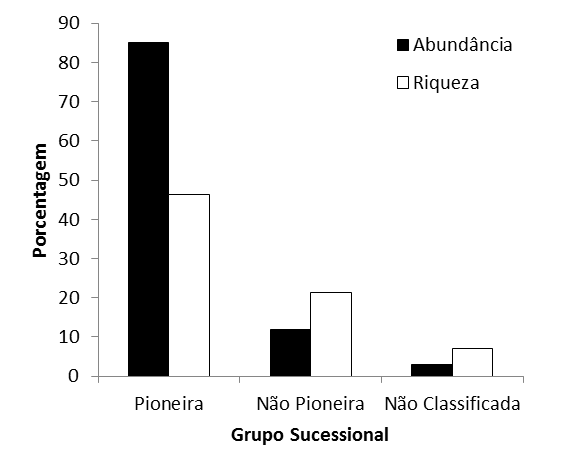 Porcentagem
90
80
70
60
50
40
30
20
10
0
Abundância
Riqueza
Pioneira
Não Pioneira
Não Classificada
Grupo Sucessional